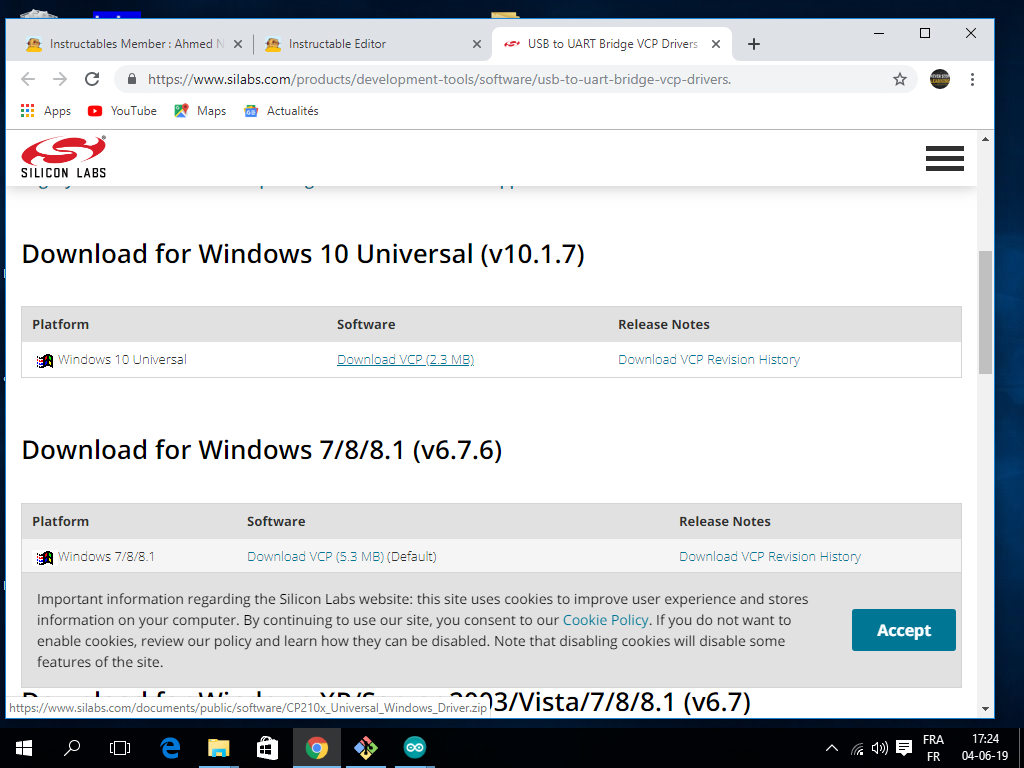 Instructables Member : Ahmed N
Instructable Editor
USB to UART Bridge VCP Drivers
https://www.silabs.com/products/development-tools/software/usb-to-uart-bridge-vcp-drivers.
Apps YouTube Maps Actualités
SILICON LABS
Download for Windows 10 Universal (v10.1.7)
Platform Software Release Notes
Windows 10 Universal Download VCP (2.3 MB) Download VCP Revision History
Download for Windows 7/8/8.1 (v6.7.6)
Platform Software Release Notes
Windows 7/8/8.1 Download VCP (5.3 MB) (Default) Download VCP Revision History
Important information regarding the Silicon Labs website: this site uses cookies to improve user experience and stores
information on your computer. By continuing to use our site, you consent to our Cookie Policy. If you do not want to
enable cookies, review our policy and learn how they can be disabled. Note that disabling cookies will disable some
features of the site.
Accept
Download for Windows XP/Server 2003/Vista/7/8/8.1 (v6.7)
https://www.silabs.com/documents/public/software/CP210x_Universal_Windows_Driver.zip
FRA
FR
17:24
04-06-19